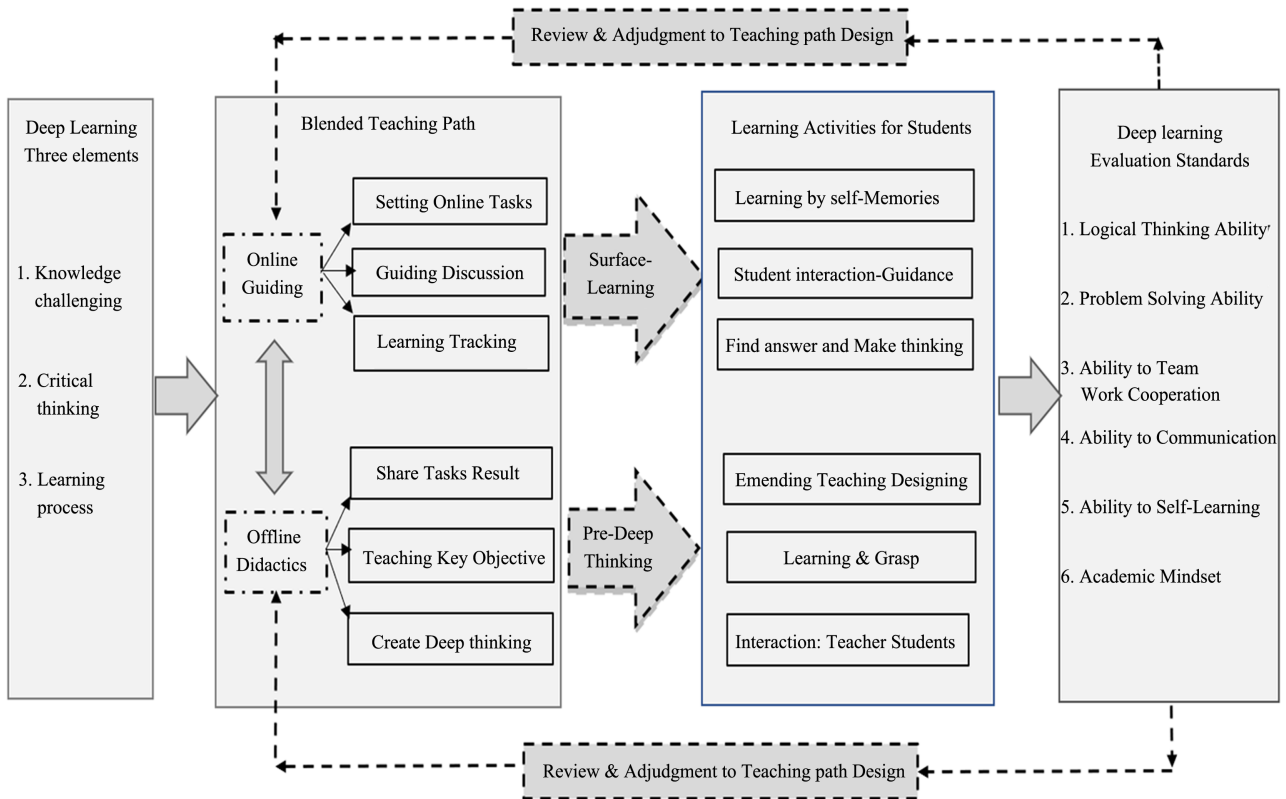 Review & Adjudgment to Teaching path Design
Deep Learning
Three elements
1. Knowledge
challenging
2. Critical
thinking
3. Learning
process
Blended Teaching Path
Online
Guiding
Setting Online Tasks
Guiding Discussion
Learning Tracking
Offline
Didactics
Share Tasks Result
Teaching Key Objective
Create Deep thinking
Surface-
Learning
Pre-Deep
Thinking
Learning Activities for Students
Learning by self-Memories
Student interaction-Guidance
Find answer and Make thinking
Emending Teaching Designing
Learning & Grasp
Interaction: Teacher Students
Deep learning
Evaluation Standards
1. Logical Thinking Ability
2. Problem Solving Ability
3. Ability to Team
Work Cooperation
4. Ability to Communication
5. Ability to Self-Learning
6. Academic Mindset
Review & Adjudgment to Teaching path Design